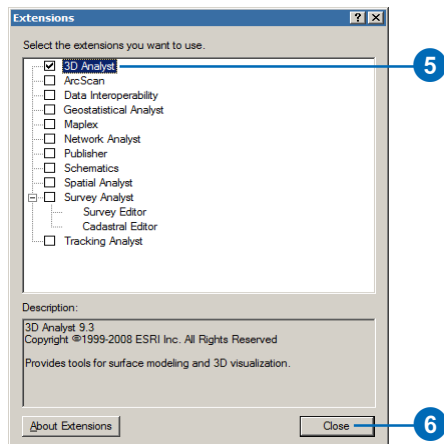 Extensions
Select the extensions you want to use.
3D Analyst
5
ArcScan
Data Interoperability
Geostatistical Analyst
Maplex
Network Analyst
Publisher
Schematics
Spatial Analyst
Survey Analyst
Survey Editor
Cadastral Editor
Tracking Analyst
Description:
3D Analyst 9.3
Copyright ©1999-2008 ESRI Inc. All Rights Reserved
Provides tools for surface modeling and 3D visualization.
About Extensions
Close
6